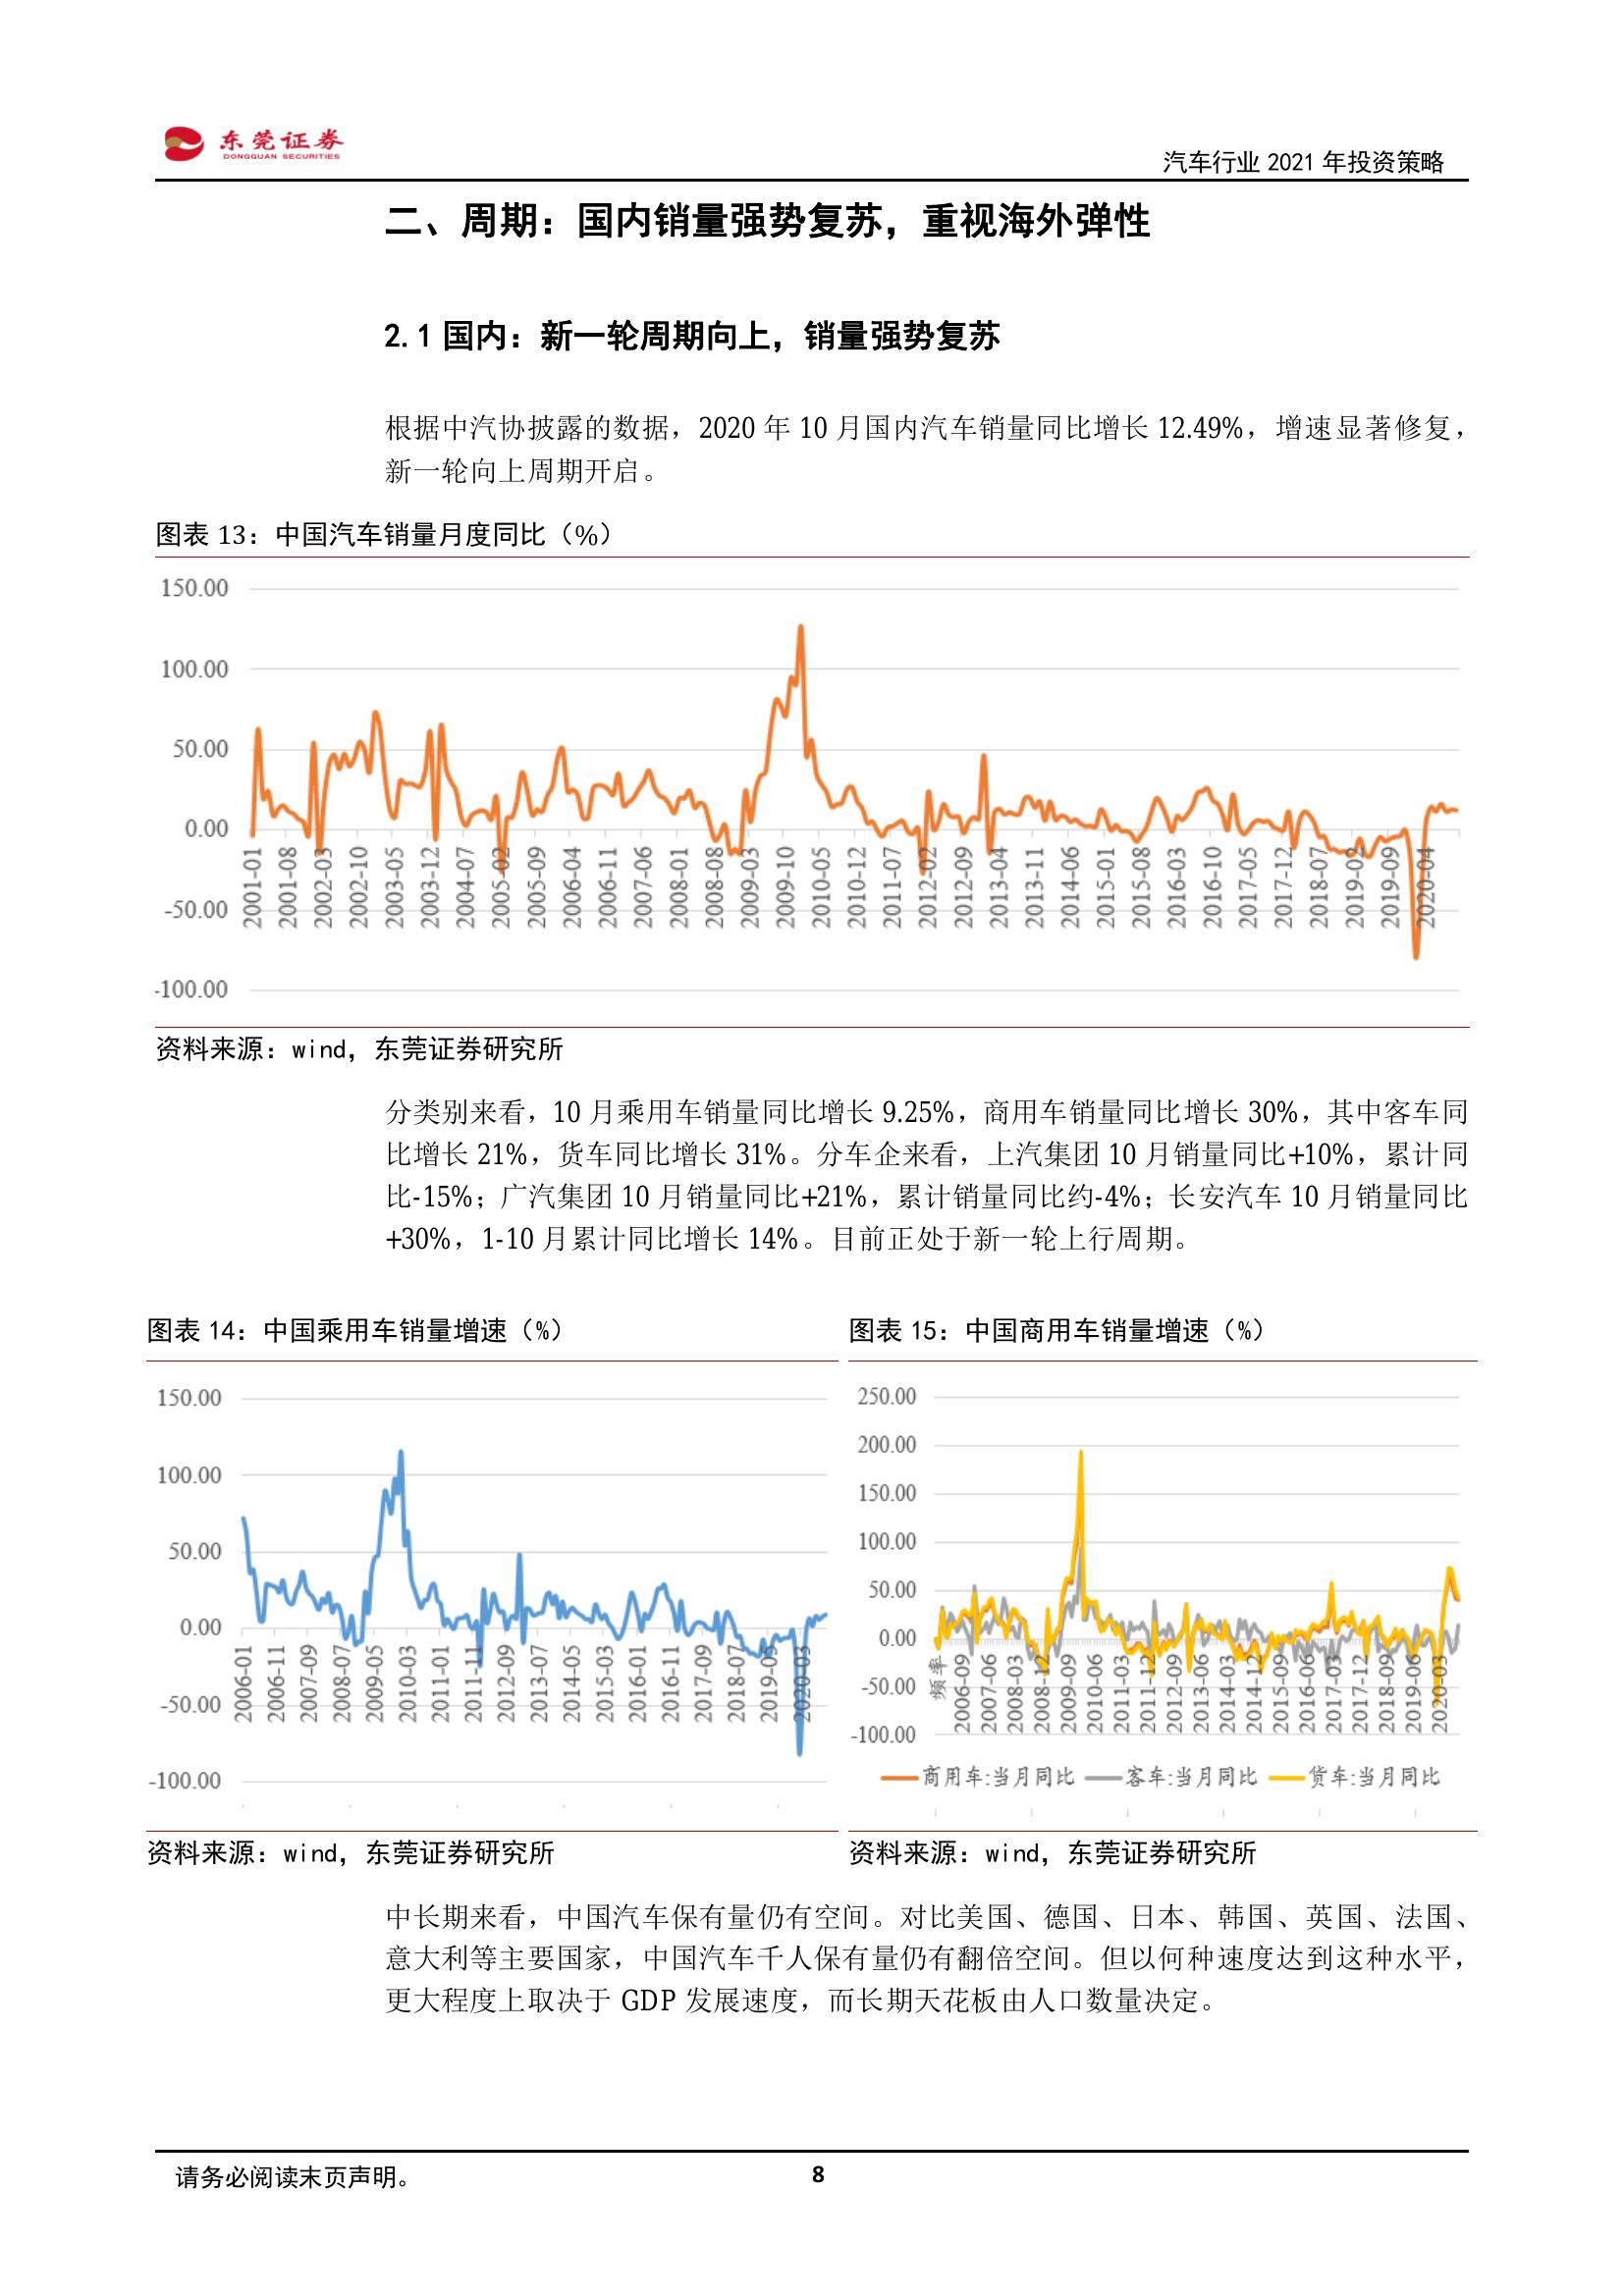 东莞证券
DONGGUAN SECURITIES
汽车行业 2021 年投资策略
二、周期：国内销量强势复苏，重视海外弹性
2.1 国内：新一轮周期向上，销量强势复苏
根据中汽协披露的数据，2020 年 10 月国内汽车销量同比增长 12.49%，增速显著修复，
新一轮向上周期开启。
图表 13：中国汽车销量月度同比（%）
150.00
100.00
50.00
0.00
-50.00
-100.00
2001-01 2001-08 2002-03 2002-10 2003-05 2003-12 2004-07 2005-02 2005-09 2006-04 2006-11 2007-06 2008-01 2008-08 2009-03 2009-10 2010-05 2010-12 2011-07 2012-02 2012-09 2013-04 2013-11 2014-06 2015-01 2015-08 2016-03 2016-10 2017-05 2017-12 2018-07 2019-02 2019-09 2020-04
资料来源：wind，东莞证券研究所
分类别来看，10 月乘用车销量同比增长 9.25%，商用车销量同比增长 30%，其中客车同
比增长 21%，货车同比增长 31%。分车企来看，上汽集团 10 月销量同比+10%，累计同
比-15%；广汽集团 10 月销量同比+21%，累计销量同比约-4%；长安汽车 10 月销量同比
+30%，1-10 月累计同比增长 14%。目前正处于新一轮上行周期。
图表 14：中国乘用车销量增速（%）
150.00
100.00
50.00
0.00
-50.00
-100.00
2006-01 2006-11 2007-09 2008-07 2009-05 2010-03 2011-01 2011-11 2012-09 2013-07 2014-05 2015-03 2016-01 2016-11 2017-09 2018-07 2019-05 2020-03
资料来源：wind，东莞证券研究所
图表 15：中国商用车销量增速（%）
250.00
200.00
150.00
100.00
50.00
0.00
-50.00
-100.00
频率 2006-09 2007-06 2008-03 2008-12 2009-09 2010-06 2011-03 2011-12 2012-09 2013-06 2014-03 2014-12 2015-09 2016-06 2017-03 2017-12 2018-09 2019-06 2020-03
商用车:当月同比 客车:当月同比 货车:当月同比
资料来源：wind，东莞证券研究所
中长期来看，中国汽车保有量仍有空间。对比美国、德国、日本、韩国、英国、法国、
意大利等主要国家，中国汽车千人保有量仍有翻倍空间。但以何种速度达到这种水平，
更大程度上取决于 GDP 发展速度，而长期天花板由人口数量决定。
请务必阅读末页声明。
8